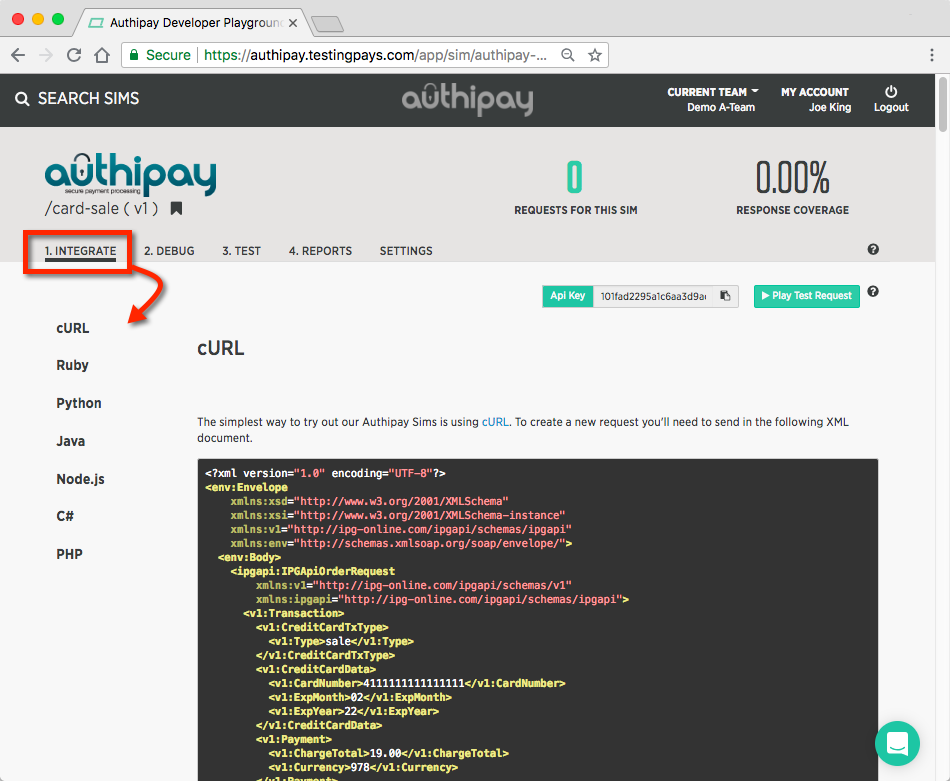 Authipay Developer Playground
Secure https://authipay.testingpays.com/app/sim/authipay-...
SEARCH SIMS
authipay
CURRENT TEAM
Demo A-Team
MY ACCOUNT
Joe King
Logout
authipay
secure payment processing
/card-sale ( v1 )
0
REQUESTS FOR THIS SIM
0.00%
RESPONSE COVERAGE
1. INTEGRATE 2. DEBUG 3. TEST 4. REPORTS SETTINGS ?
Api Key 101fad2295a1c6aa3d9a Play Test Request ?
cURL
Ruby
Python
Java
Node.js
C#
PHP
cURL
The simplest way to try out our Authipay Sims is using cURL. To create a new request you'll need to send in the following XML
document.
<?xml version="1.0" encoding="UTF-8"?>
<env:Envelope
xmlns:xsd="http://www.w3.org/2001/XMLSchema"
xmlns:xsi="http://www.w3.org/2001/XMLSchema-instance"
xmlns:v1="http://ipg-online.com/ipgapi/schemas/ipgapi"
xmlns:env="http://schemas.xmlsoap.org/soap/envelope/">
<env:Body>
<ipgapi:IPGApiOrderRequest
xmlns:v1="http://ipg-online.com/ipgapi/schemas/v1"
xmlns:ipgapi="http://ipg-online.com/ipgapi/schemas/ipgapi">
<v1:Transaction>
<v1:CreditCardTxType>
<v1:Type>sale</v1:Type>
</v1:CreditCardTxType>
<v1:CreditCardData>
<v1:CardNumber>4111111111111111</v1:CardNumber>
<v1:ExpMonth>02</v1:ExpMonth>
<v1:ExpYear>22</v1:ExpYear>
</v1:CreditCardData>
<v1:Payment>
<v1:ChargeTotal>19.00</v1:ChargeTotal>
<v1:Currency>978</v1:Currency>
</v1:Payment>